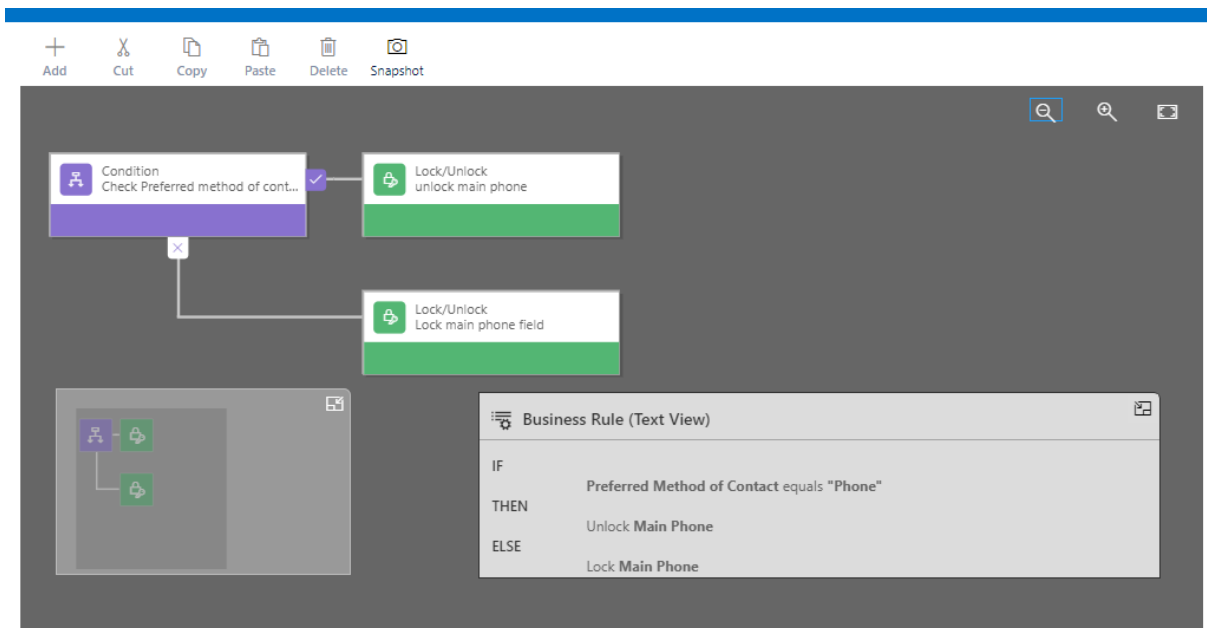 Add Cut Copy Paste Delete Snapshot
Condition
Check Preferred method of cont...
Lock/Unlock
unlock main phone
Lock/Unlock
Lock main phone field
Business Rule (Text View)
IF
Preferred Method of Contact equals "Phone"
THEN
Unlock Main Phone
ELSE
Lock Main Phone